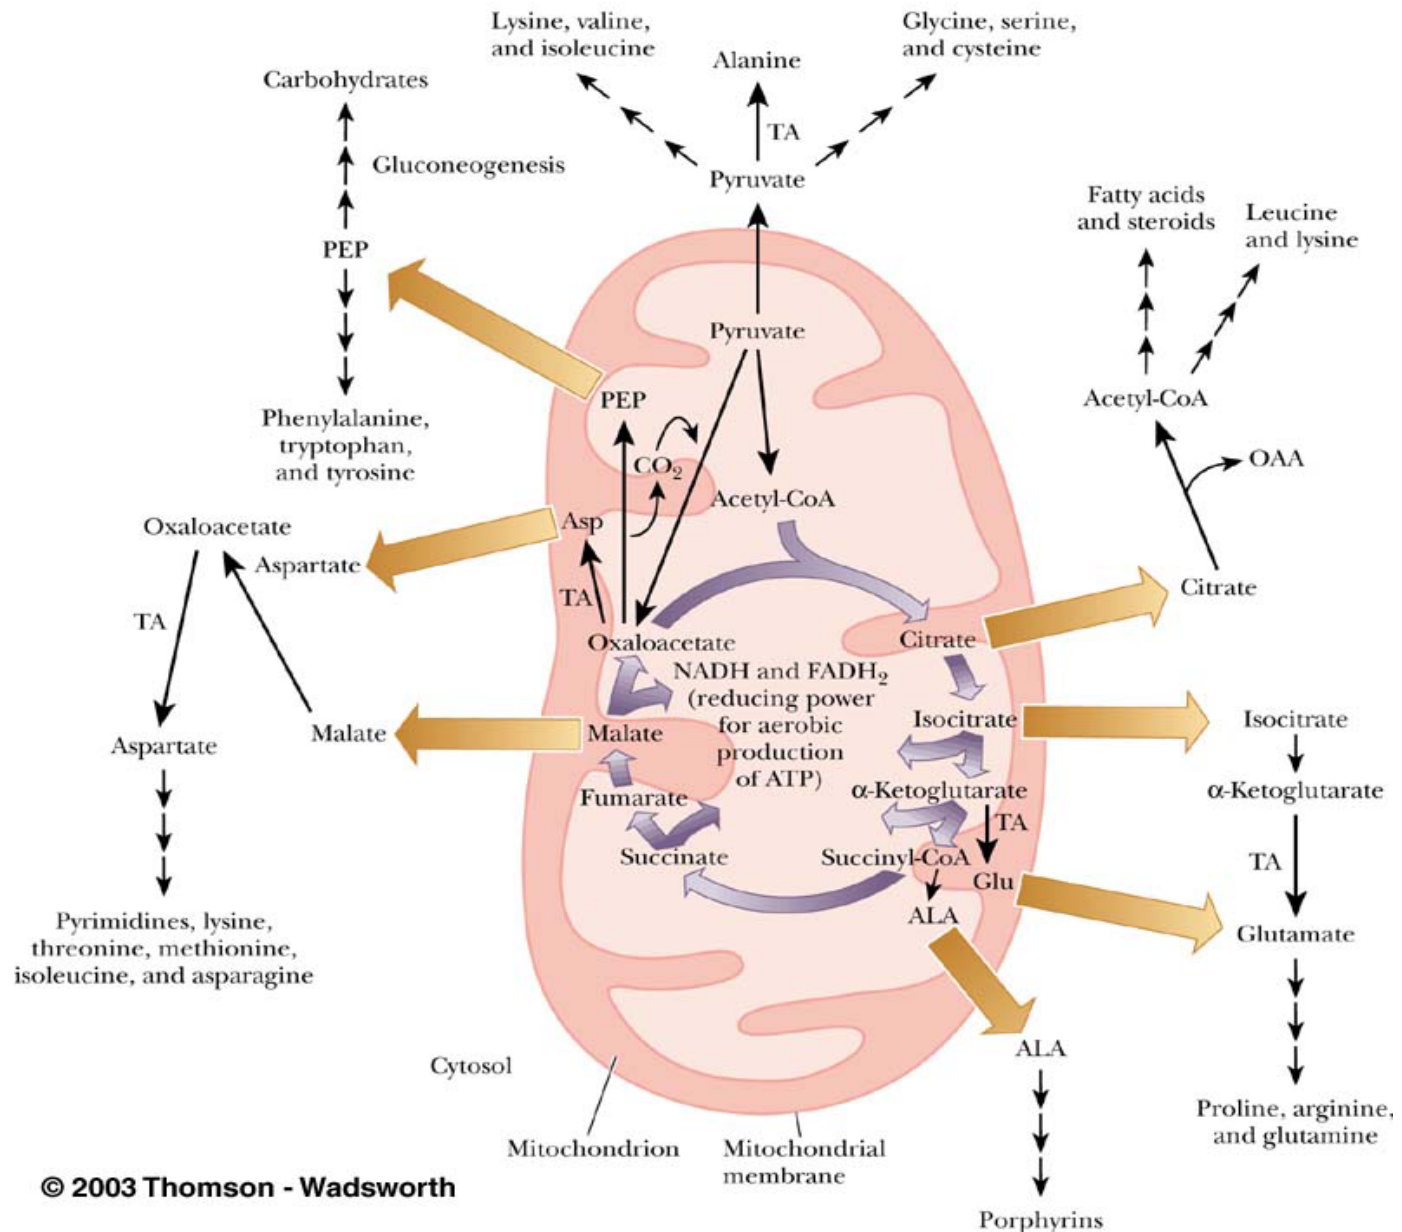 Lysine, valine,
and isoleucine
Alanine
Glycine, serine,
and cysteine
Carbohydrates
TA
Gluconeogenesis
Pyruvate
Fatty acids
and steroids
Leucine
and lysine
PEP
Pyruvate
PEP
Acetyl-CoA
Phenylalanine,
tryptophan,
and tyrosine
CO₂
OAA
Acetyl-CoA
Oxaloacetate
Asp
Aspartate
Citrate
TA
TA
Oxaloacetate
Citrate
NADH and FADH₂
(reducing power
for aerobic
production
of ATP)
Isocitrate
Isocitrate
Aspartate
Malate
Malate
α-Ketoglutarate
α-Ketoglutarate
Fumarate
TA
Succinate
Succinyl-CoA
TA
Glu
ALA
Glutamate
Pyrimidines, lysine,
threonine, methionine,
isoleucine, and asparagine
ALA
Cytosol
Proline, arginine,
and glutamine
Mitochondrion
Mitochondrial
membrane
© 2003 Thomson - Wadsworth
Porphyrins